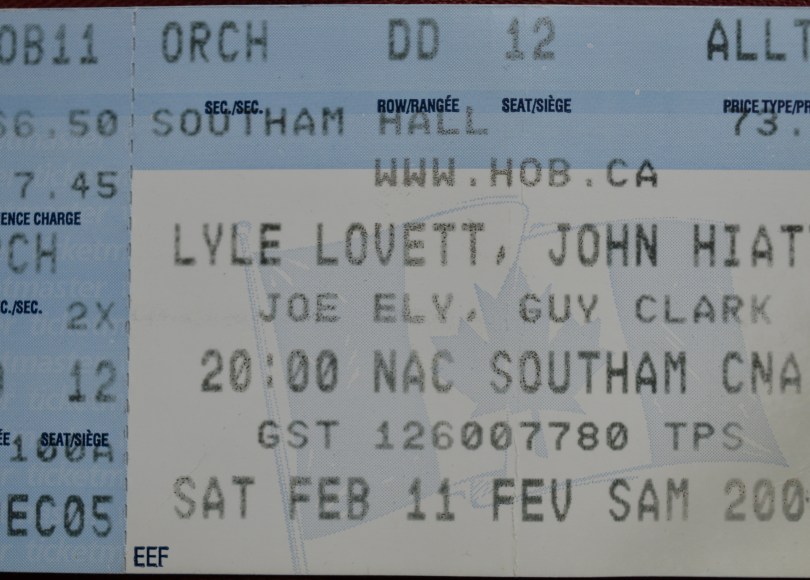 OB11
66.50
7.45
ENCE CHARGE
CH
C./SEC.
2X
12
SEAT/SIÈGE
100A
EC05
ORCH DD 12 ALLT
SEC./SEC. ROW/RANGÉE SEAT/SIÈGE PRICE TYPE/PR
SOUTHAM HALL 73.
WWW.HOB.CA
LYLE LOVETT, JOHN HIAT
JOE ELY, GUY CLARK
20:00 NAC SOUTHAM CNA
GST 126007780 TPS
SAT FEB 11 FEV SAM 200
EEF